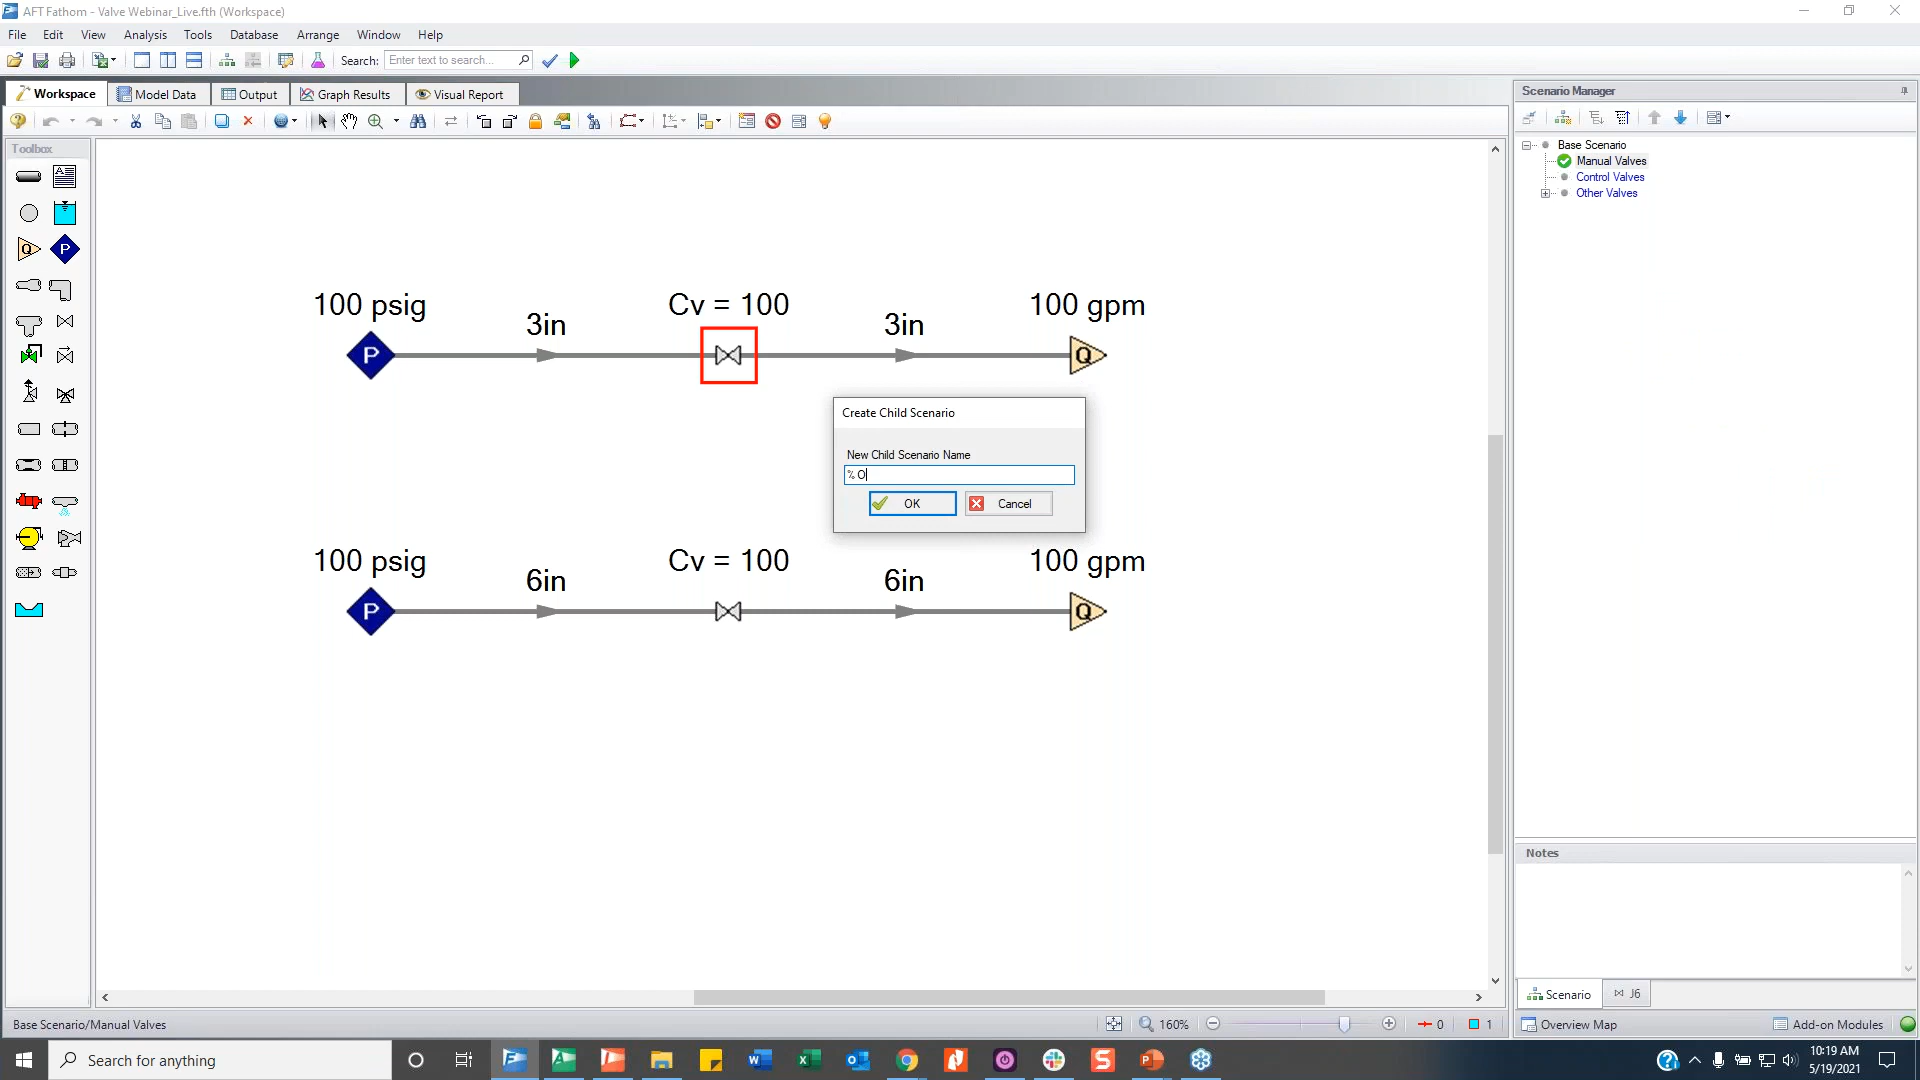 AFT Fathom - Valve Webinar_Live.fth (Workspace)
File Edit View Analysis Tools Database Arrange Window Help
Search: Enter text to search...
Workspace Model Data Output Graph Results Visual Report
Toolbox
100 psig 3in Cv = 100 3in 100 gpm
P Q
Create Child Scenario
New Child Scenario Name
% O
OK Cancel
100 psig 6in Cv = 100 6in 100 gpm
P Q
Scenario Manager
Base Scenario
Manual Valves
Control Valves
Other Valves
Notes
Scenario J6
Base Scenario/Manual Valves 160% 0 1 Overview Map Add-on Modules
Search for anything
10:19 AM
5/19/2021